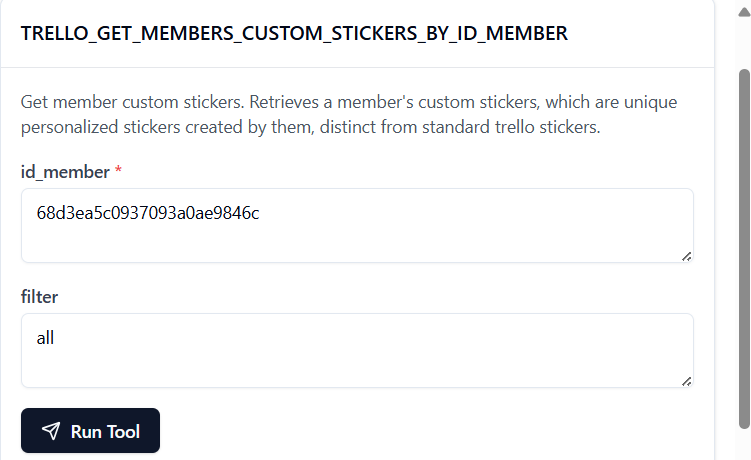 TRELLO_GET_MEMBERS_CUSTOM_STICKERS_BY_ID_MEMBER
Get member custom stickers. Retrieves a member's custom stickers, which are unique
personalized stickers created by them, distinct from standard trello stickers.
id_member *
68d3ea5c0937093a0ae9846c
filter
all
Run Tool